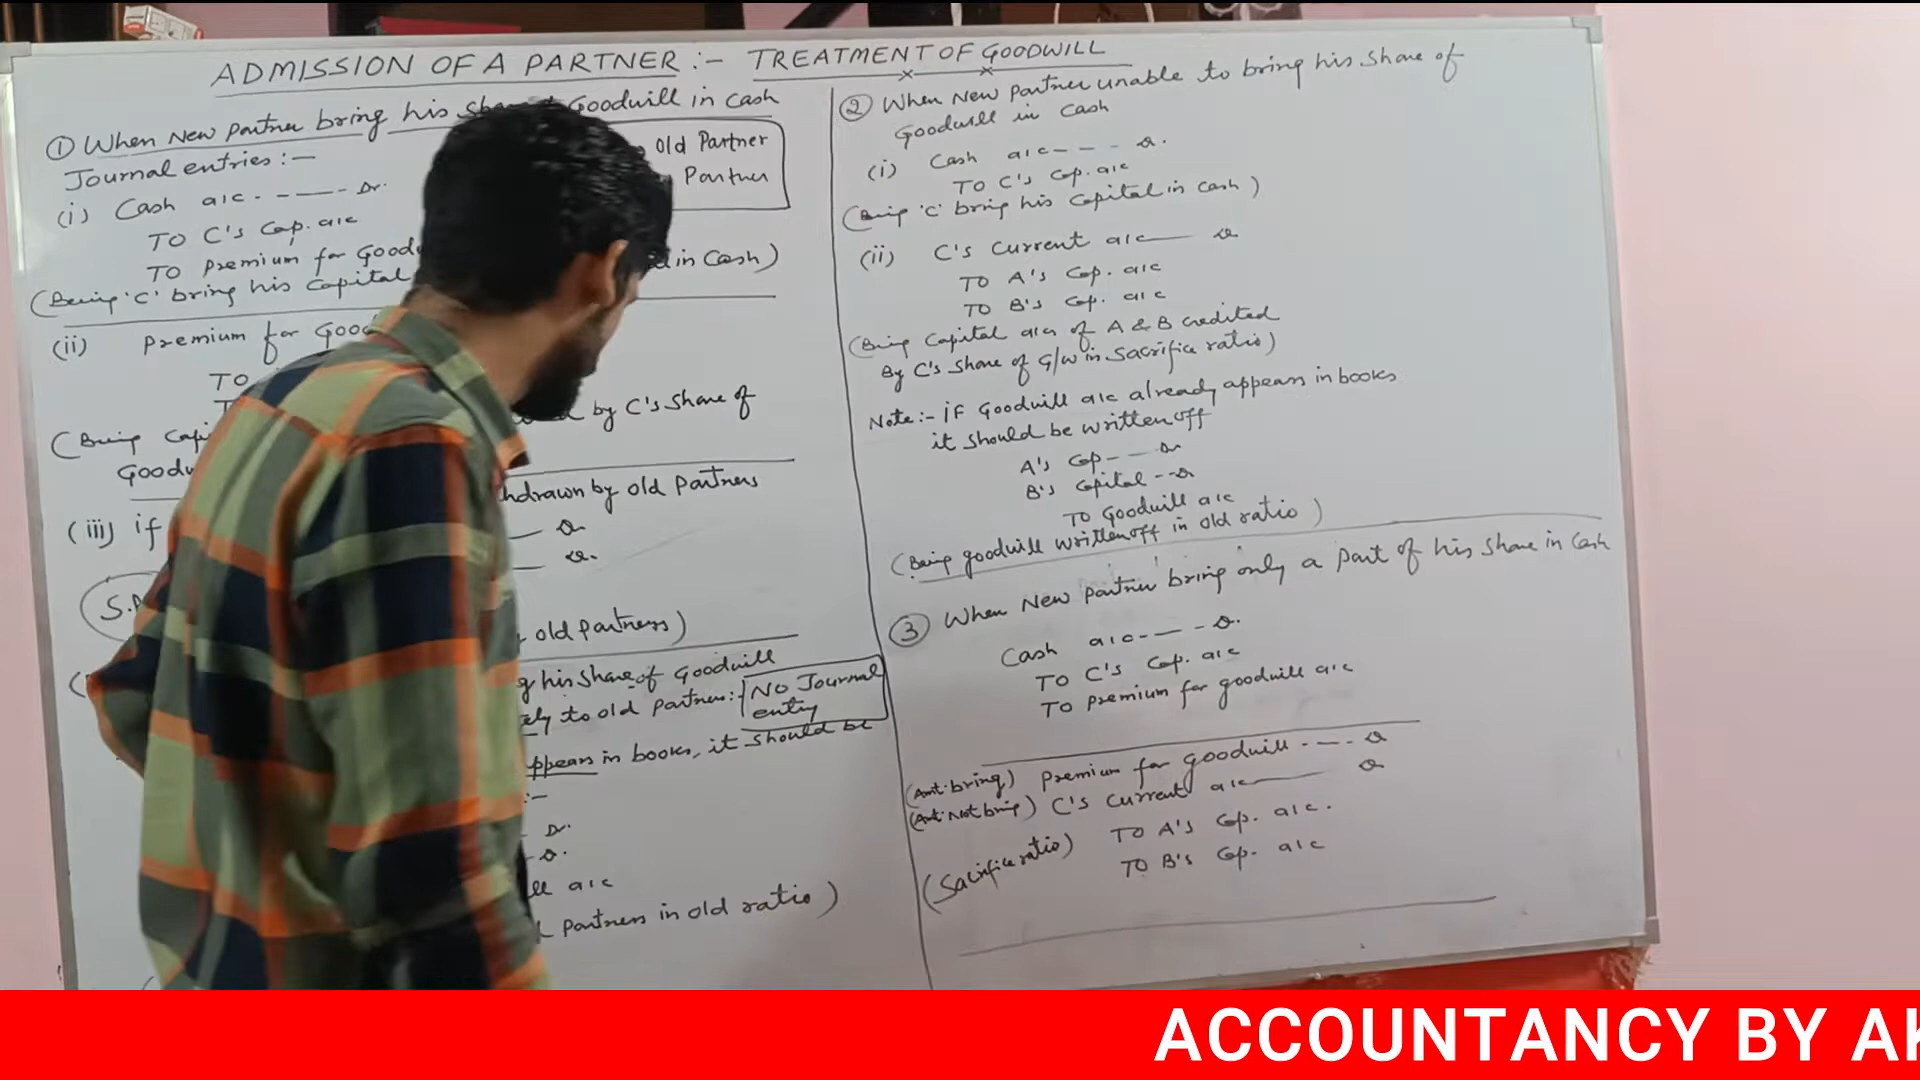 ADMISSION OF A PARTNER :- TREATMENT OF GOODWILL
① When New partner bring his Goodwill in cash
Journal entries :-
Old Partner
Partner
(i) Cash a/c - - - Dr.
TO C's Cap. a/c
TO premium for Good
(Being 'C' bring his Capital in Cash)
(ii) Premium for Good
TO
(Being by C's Share of
Goodw
(iii) if hdrawn by old Partners
Dr
Dr.
old partners)
his Share of Goodwill
ely to old partner:- No Journal
entry
ppears in books, it should be
:-
Dr.
Dr.
a/c
partners in old ratio)
② When New partner unable to bring his share of
Goodwill in cash
(i) Cash a/c - - - Dr.
TO C's Cap. a/c
(Being 'C' bring his Capital in cash)
(ii) C's Current a/c Dr
TO A's Cap. a/c
TO B's Cap. a/c
(Being Capital a/cs of A & B credited
By C's Share of G/W in Sacrifice ratio)
Note:- if Goodwill a/c already appears in books
it should be written off
A's Cap - - Dr
B's Capital - - Dr
TO Goodwill a/c
(Being goodwill written off in old ratio)
③ When New partner bring only a part of his share in Cash
Cash a/c - - - Dr.
TO C's Cap. a/c
TO premium for goodwill a/c
(Amt. bring) premium for goodwill - - - Dr
(Amt. Not bring) C's Current a/c Dr
(Sacrifice ratio) TO A's Cap. a/c.
TO B's Cap. a/c
ACCOUNTANCY BY AK